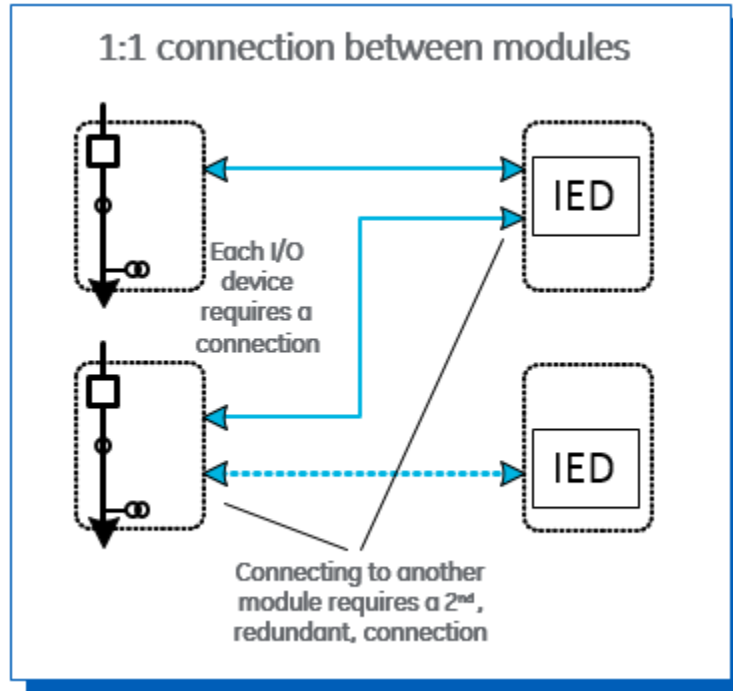 1:1 connection between modules
IED
Each I/O
device
requires a
connection
IED
Connecting to another
module requires a 2ⁿᵈ,
redundant, connection